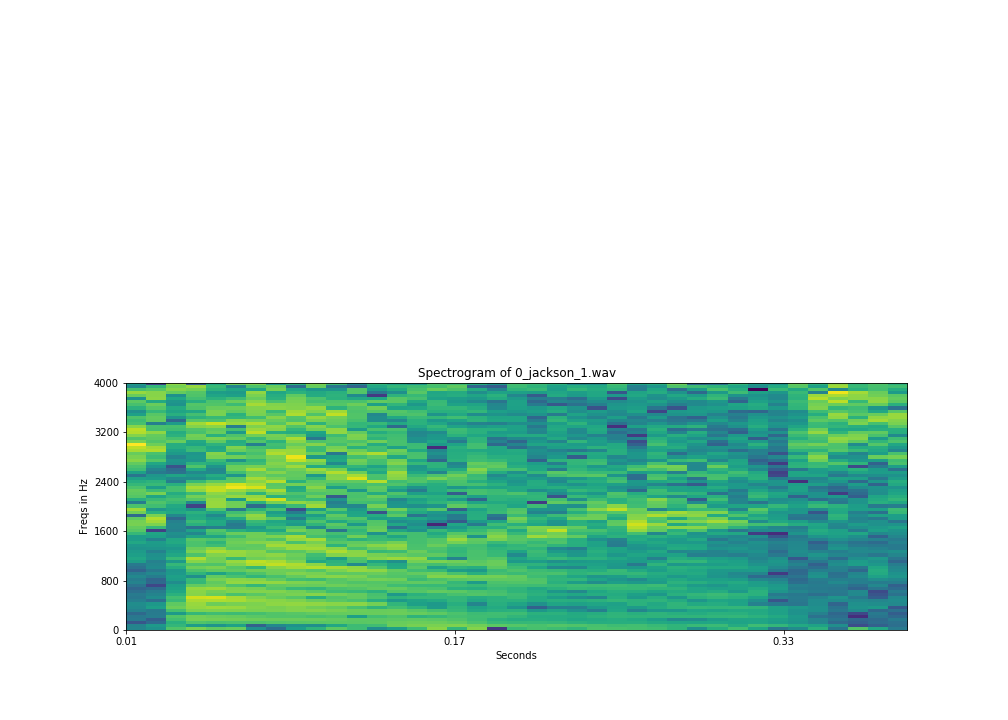 Spectrogram of 0_jackson_1.wav
Freqs in Hz
4000
3200
2400
1600
800
0
0.01 0.17 0.33
Seconds